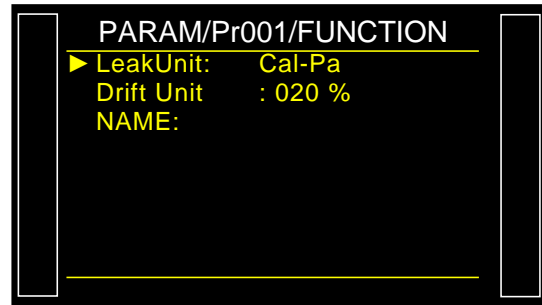 PARAM/Pr001/FUNCTION
► LeakUnit: Cal-Pa
Drift Unit : 020 %
NAME: